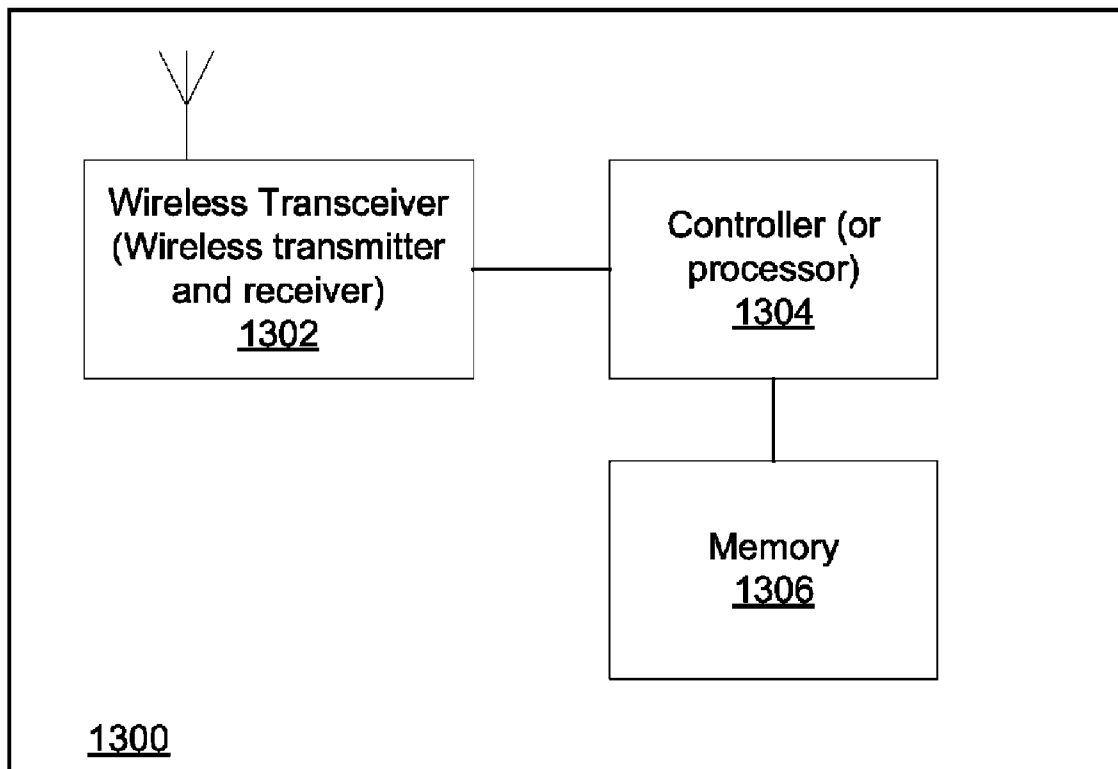 Wireless Transceiver
(Wireless transmitter
and receiver)
1302
Controller (or
processor)
1304
Memory
1306
1300